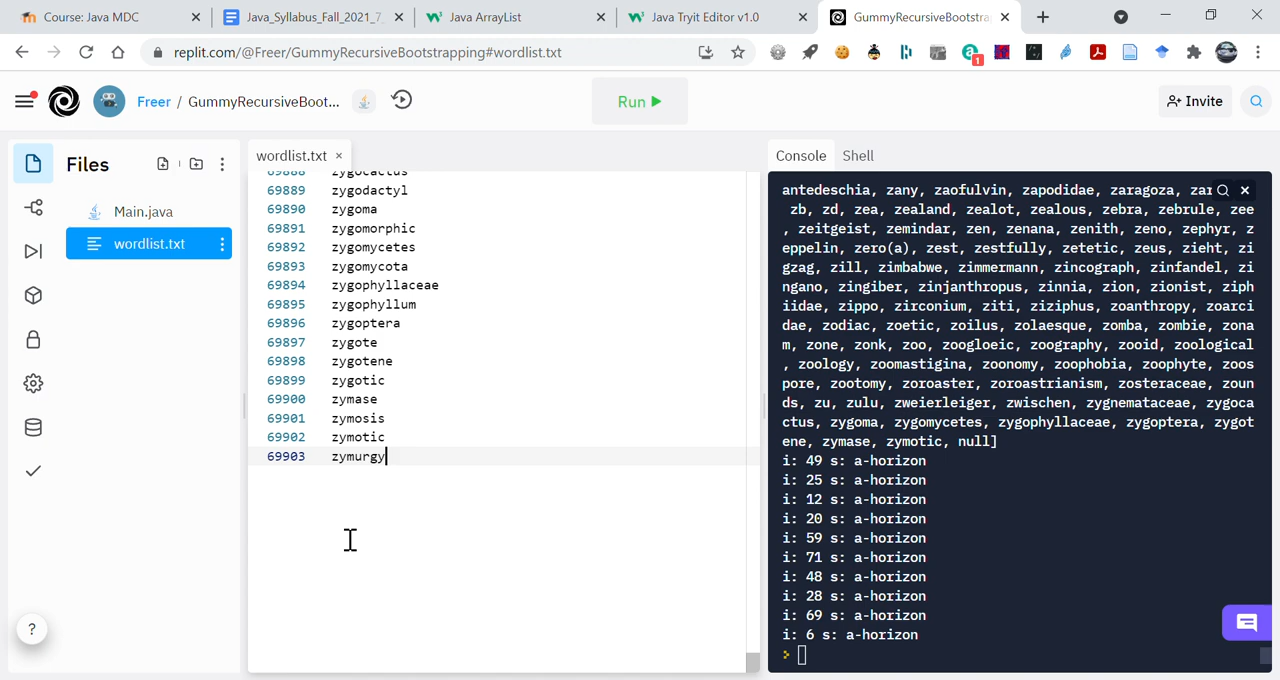 Course: Java MDC
Java_Syllabus_Fall_2021_7
Java ArrayList
Java Tryit Editor v1.0
GummyRecursiveBootstra
replit.com/@Freer/GummyRecursiveBootstrapping#wordlist.txt
1
Freer / GummyRecursiveBoot...
Run
Invite
Files
Main.java
wordlist.txt
wordlist.txt
69888 zygocactus
69889 zygodactyl
69890 zygoma
69891 zygomorphic
69892 zygomycetes
69893 zygomycota
69894 zygophyllaceae
69895 zygophyllum
69896 zygoptera
69897 zygote
69898 zygotene
69899 zygotic
69900 zymase
69901 zymosis
69902 zymotic
69903 zymurgy
Console Shell
antedeschia, zany, zaofulvin, zapodidae, zaragoza, zar
zb, zd, zea, zealand, zealot, zealous, zebra, zebrule, zee
, zeitgeist, zemindar, zen, zenana, zenith, zeno, zephyr, z
eppelin, zero(a), zest, zestfully, zetetic, zeus, zieht, zi
gzag, zill, zimbabwe, zimmermann, zincograph, zinfandel, zi
ngano, zingiber, zinjanthropus, zinnia, zion, zionist, ziph
iidae, zippo, zirconium, ziti, ziziphus, zoanthropy, zoarci
dae, zodiac, zoetic, zoilus, zolaesque, zomba, zombie, zona
m, zone, zonk, zoo, zoogloeic, zoography, zooid, zoological
, zoology, zoomastigina, zoonomy, zoophobia, zoophyte, zoos
pore, zootomy, zoroaster, zoroastrianism, zosteraceae, zoun
ds, zu, zulu, zweierleiger, zwischen, zygnemataceae, zygoca
ctus, zygoma, zygomycetes, zygophyllaceae, zygoptera, zygot
ene, zymase, zymotic, null]
i: 49 s: a-horizon
i: 25 s: a-horizon
i: 12 s: a-horizon
i: 20 s: a-horizon
i: 59 s: a-horizon
i: 71 s: a-horizon
i: 48 s: a-horizon
i: 28 s: a-horizon
i: 69 s: a-horizon
i: 6 s: a-horizon
?